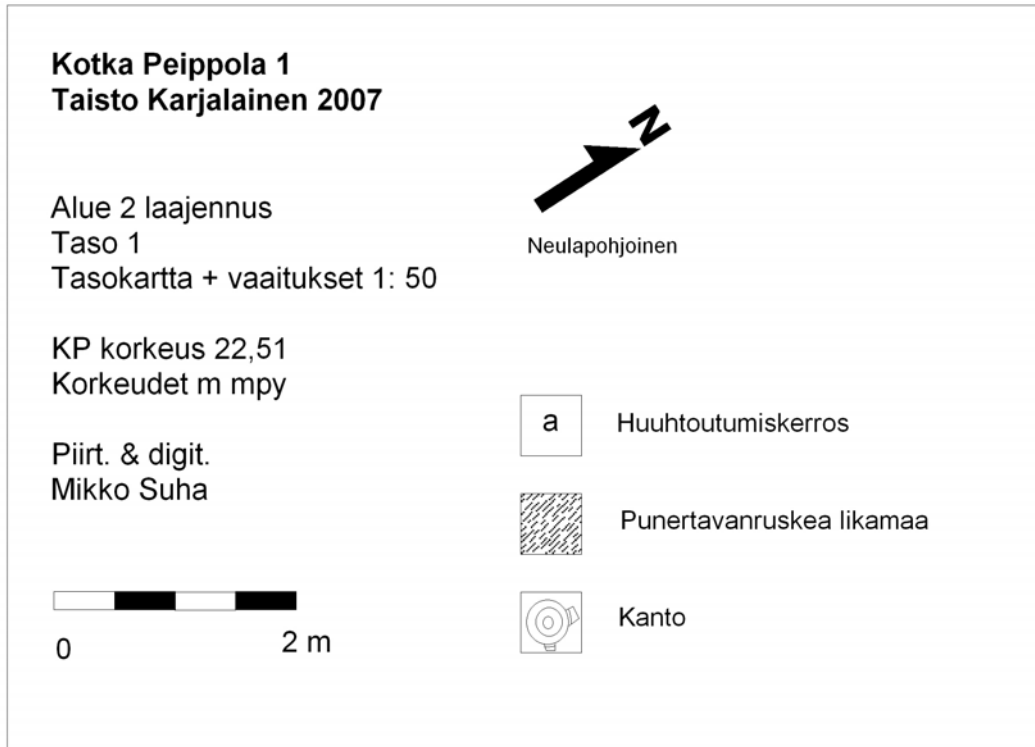 Kotka Peippola 1
Taisto Karjalainen 2007
N
Neulapohjoinen
Alue 2 laajennus
Taso 1
Tasokartta + vaaitukset 1: 50
KP korkeus 22,51
Korkeudet m mpy
Piirt. & digit.
Mikko Suha
0 2 m
a Huuhtoutumiskerros
Punertavanruskea likamaa
Kanto